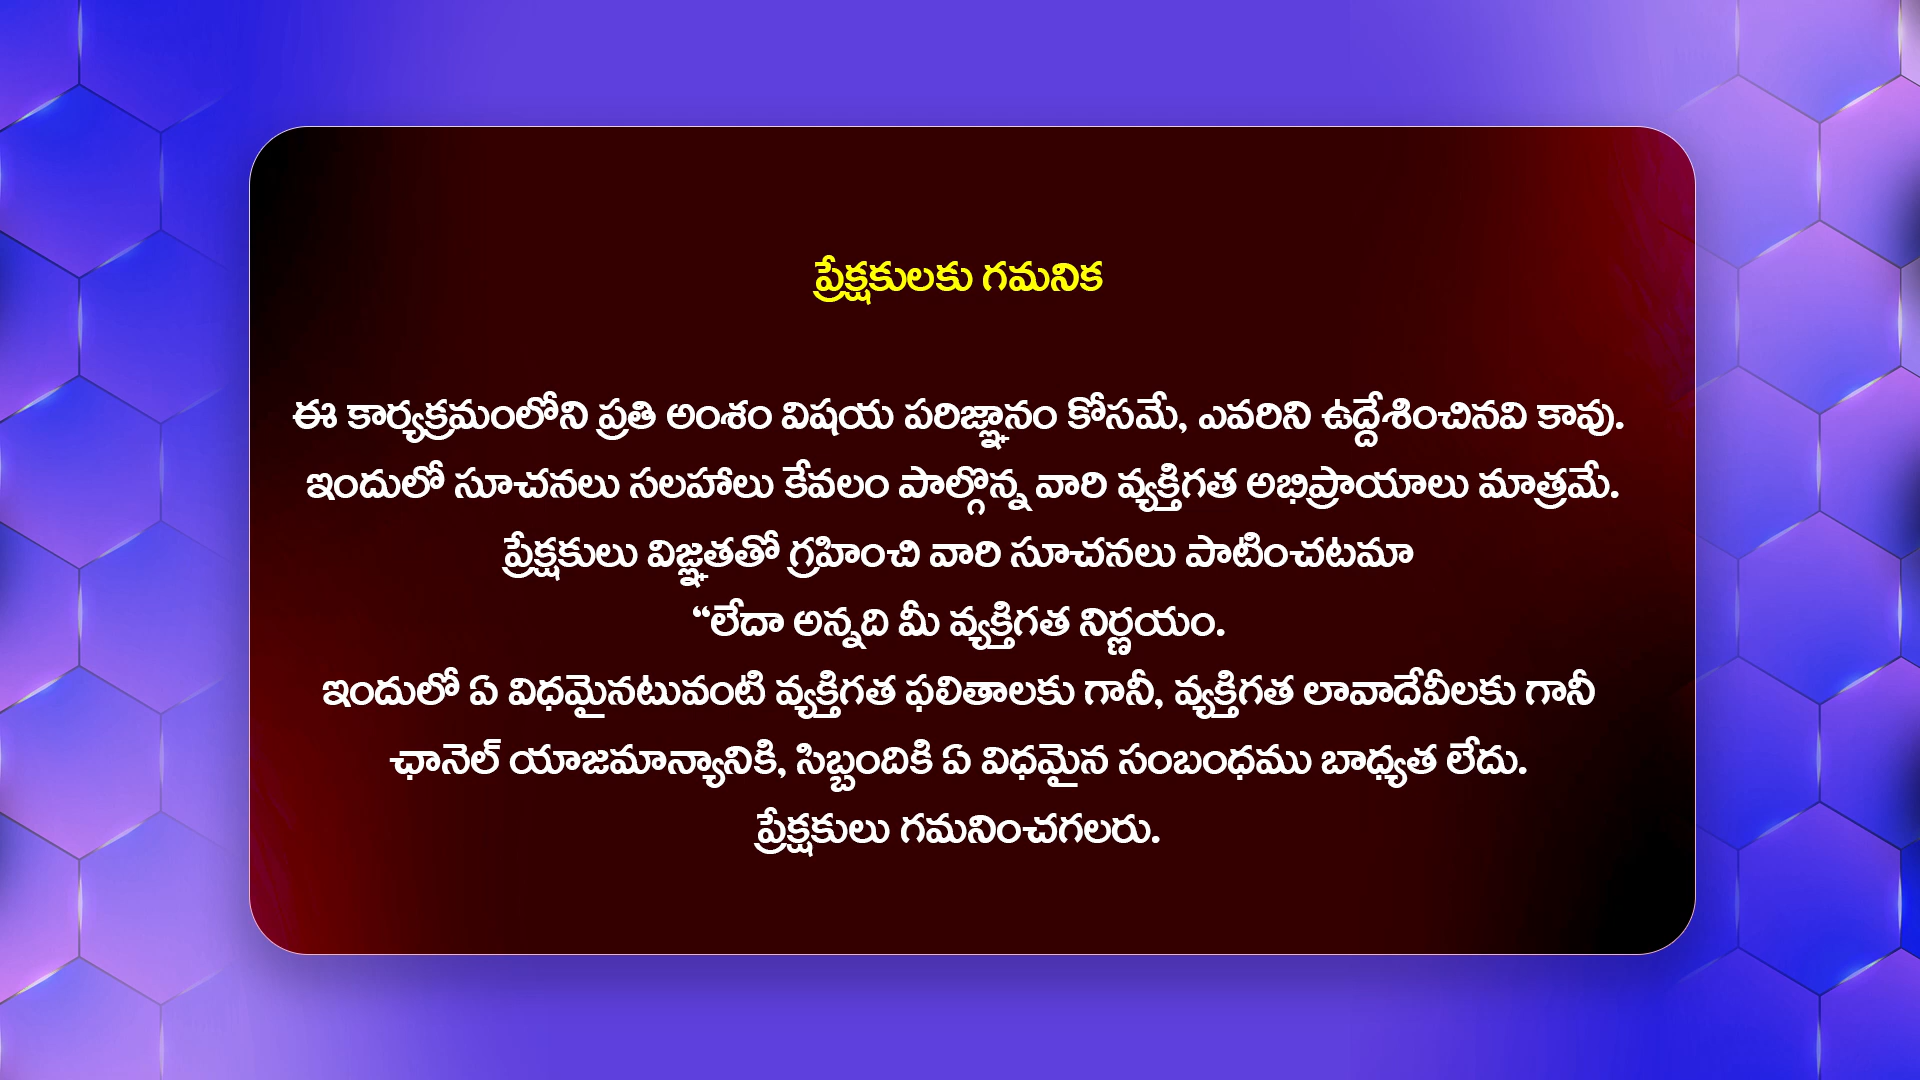 ప్రేక్షకులకు గమనిక
ఈ కార్యక్రమంలోని ప్రతి అంశం విషయ పరిజ్ఞానం కోసమే, ఎవరిని ఉద్దేశించినవి కావు.
ఇందులో సూచనలు సలహాలు కేవలం పాల్గొన్న వారి వ్యక్తిగత అభిప్రాయాలు మాత్రమే.
ప్రేక్షకులు విజ్ఞతతో గ్రహించి వారి సూచనలు పాటించటమా
“లేదా అన్నది మీ వ్యక్తిగత నిర్ణయం.
ఇందులో ఏ విధమైనటువంటి వ్యక్తిగత ఫలితాలకు గానీ, వ్యక్తిగత లావాదేవీలకు గానీ
ఛానెల్ యాజమాన్యానికి, సిబ్బందికి ఏ విధమైన సంబంధము బాధ్యత లేదు.
ప్రేక్షకులు గమనించగలరు.